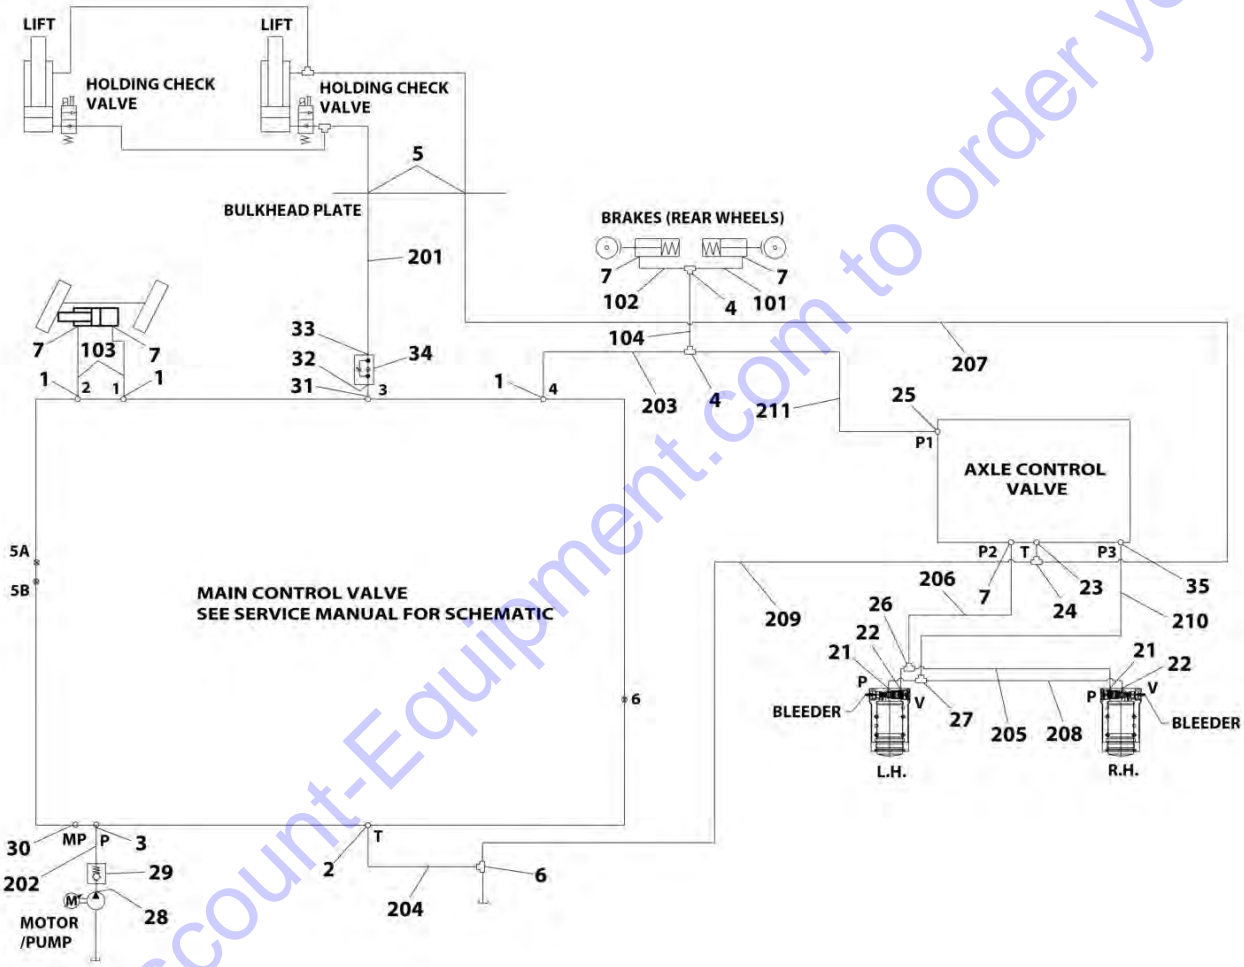 LIFT
LIFT
HOLDING CHECK
VALVE
HOLDING CHECK
VALVE
5
BULKHEAD PLATE
BRAKES (REAR WHEELS)
201
7
7
102
4
101
33
104
207
7
103
7
32
34
1
2
1
1
31
3
1
4
203
4
211
25
P1
AXLE CONTROL
VALVE
5A
5B
P2
T
P3
206
7
23
35
MAIN CONTROL VALVE
SEE SERVICE MANUAL FOR SCHEMATIC
209
24
210
26
22
21
21
22
P
V
P
V
6
BLEEDER
27
205
208
BLEEDER
L.H.
R.H.
30
MP
P
3
2
T
202
29
6
M
28
204
MOTOR
/PUMP
scount-Equipment.com to order y